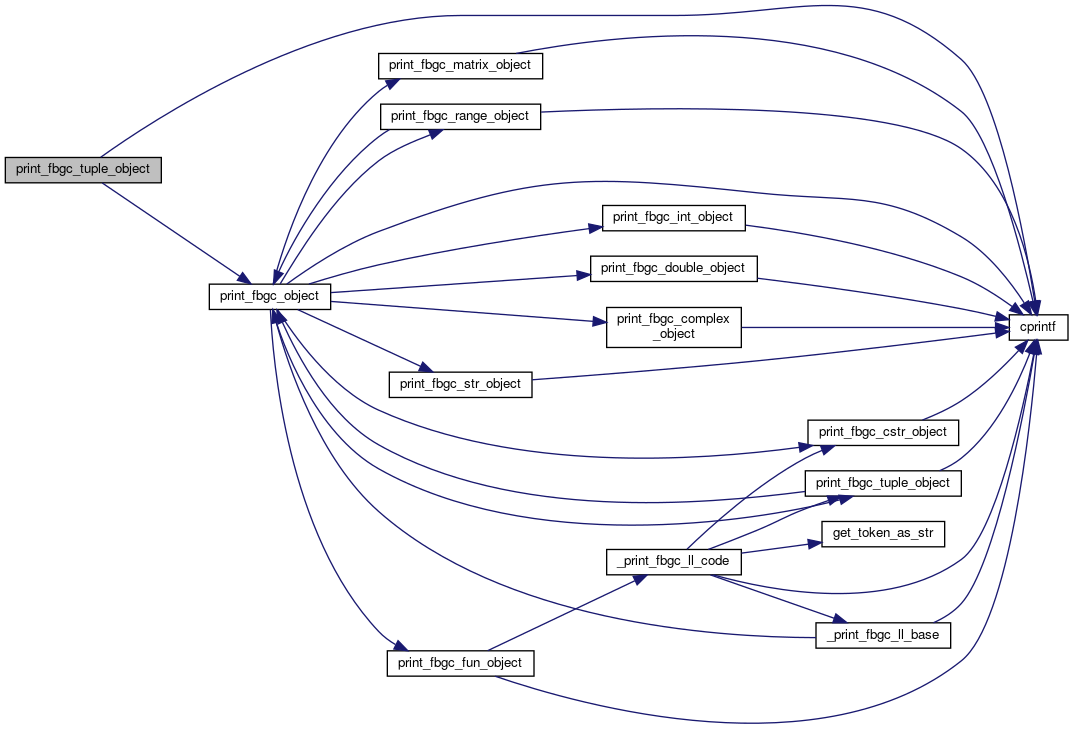 print_fbgc_matrix_object
print_fbgc_range_object
print_fbgc_tuple_object
print_fbgc_int_object
print_fbgc_double_object
print_fbgc_object
print_fbgc_complex
_object
cprintf
print_fbgc_str_object
print_fbgc_cstr_object
print_fbgc_tuple_object
get_token_as_str
_print_fbgc_ll_code
_print_fbgc_ll_base
print_fbgc_fun_object